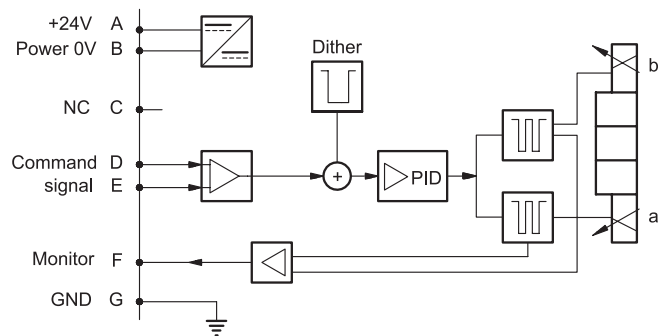 +24V A
Power 0V B
Dither
b
NC C
Command D
signal E
+
PID
a
Monitor F
GND G